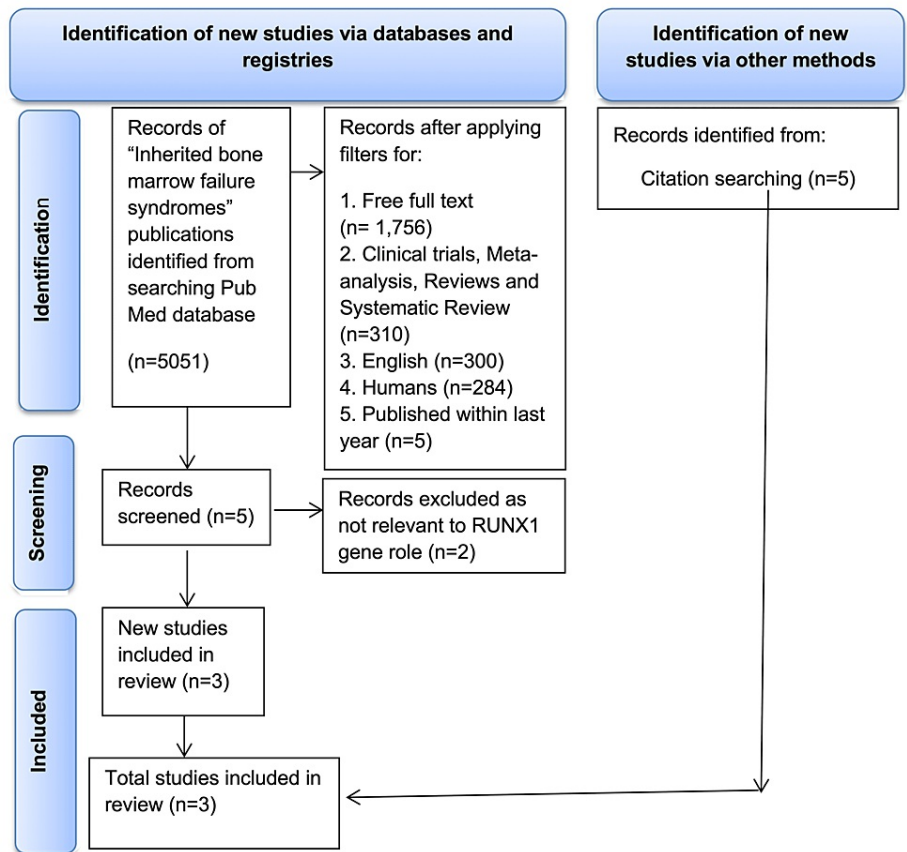 Identification of new studies via databases and
registries
Identification of new
studies via other methods
Identification
Records of
“Inherited bone
marrow failure
syndromes”
publications
identified from
searching Pub
Med database
(n=5051)
Records after applying
filters for:
1. Free full text
(n= 1,756)
2. Clinical trials, Meta-
analysis, Reviews and
Systematic Review
(n=310)
3. English (n=300)
4. Humans (n=284)
5. Published within last
year (n=5)
Records identified from:
Citation searching (n=5)
Screening
Records
screened (n=5)
Records excluded as
not relevant to RUNX1
gene role (n=2)
Included
New studies
included in
review (n=3)
Total studies included in
review (n=3)